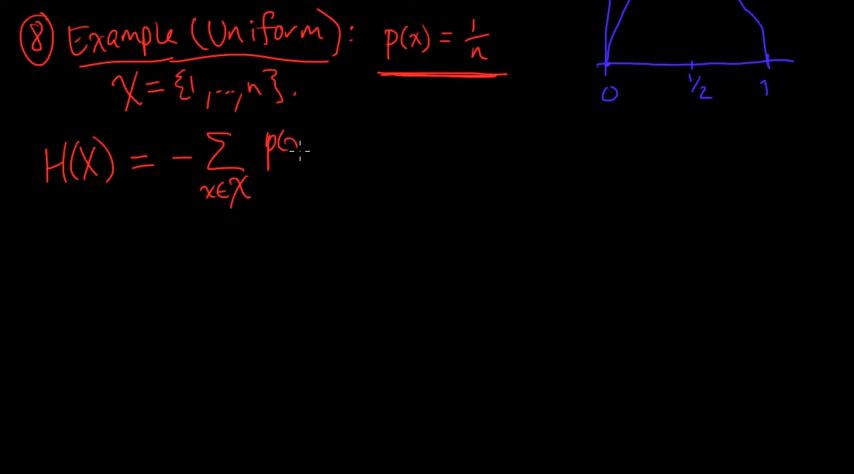 ⑧ Example (Uniform): p(x) = 1/n
𝒳 = {1,...,n}.
H(X) = - ∑ p(x
x∈𝒳
0 1/2 1